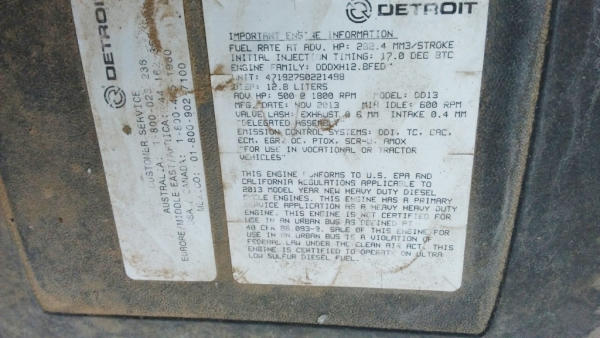 DETROIT
CUSTOMER SERVICE
AUSTRALIA: 1-800-023
EUROPE/MIDDLE EAST/AFRICA:
DETROIT
IMPORTANT ENGINE INFORMATION
FUEL RATE AT ADV. HP: MM3/STROKE
INITIAL INJECTION TIMING: 17.0 DEG BTC
ENGINE FAMILY: DDDXH12.8FED
UNIT: 471927S0221498
DISP: 12.8 LITERS
ADV HP: 500 @ 1800 RPM MODEL: DD13
MFG DATE: NOV 2013 MIN IDLE: 600 RPM
VALVE LASH: EXHAUST 0.6 MM INTAKE 0.4 MM
"DELEGATED ASSEMBLY"
EMISSION CONTROL SYSTEMS: DDI, TC, CAC,
ECM, EGR, OC, PTOX, SCR-U, AMOX
"FOR USE IN VOCATIONAL OR TRACTOR
VEHICLES"
THIS ENGINE CONFORMS TO U.S. EPA AND
CALIFORNIA REGULATIONS APPLICABLE TO
2013 MODEL YEAR NEW HEAVY DUTY DIESEL
CYCLE ENGINES. THIS ENGINE HAS A PRIMARY
SERVICE APPLICATION AS A HEAVY HEAVY DUTY
ENGINE. THIS ENGINE IS NOT CERTIFIED FOR
USE IN AN URBAN BUS AS DEFINED AT
40 CFR 86.093-2. SALE OF THIS ENGINE FOR
USE IN AN URBAN BUS IS A VIOLATION OF
FEDERAL LAW UNDER THE CLEAN AIR ACT. THIS
ENGINE IS CERTIFIED TO OPERATE ON ULTRA
LOW SULFUR DIESEL FUEL.